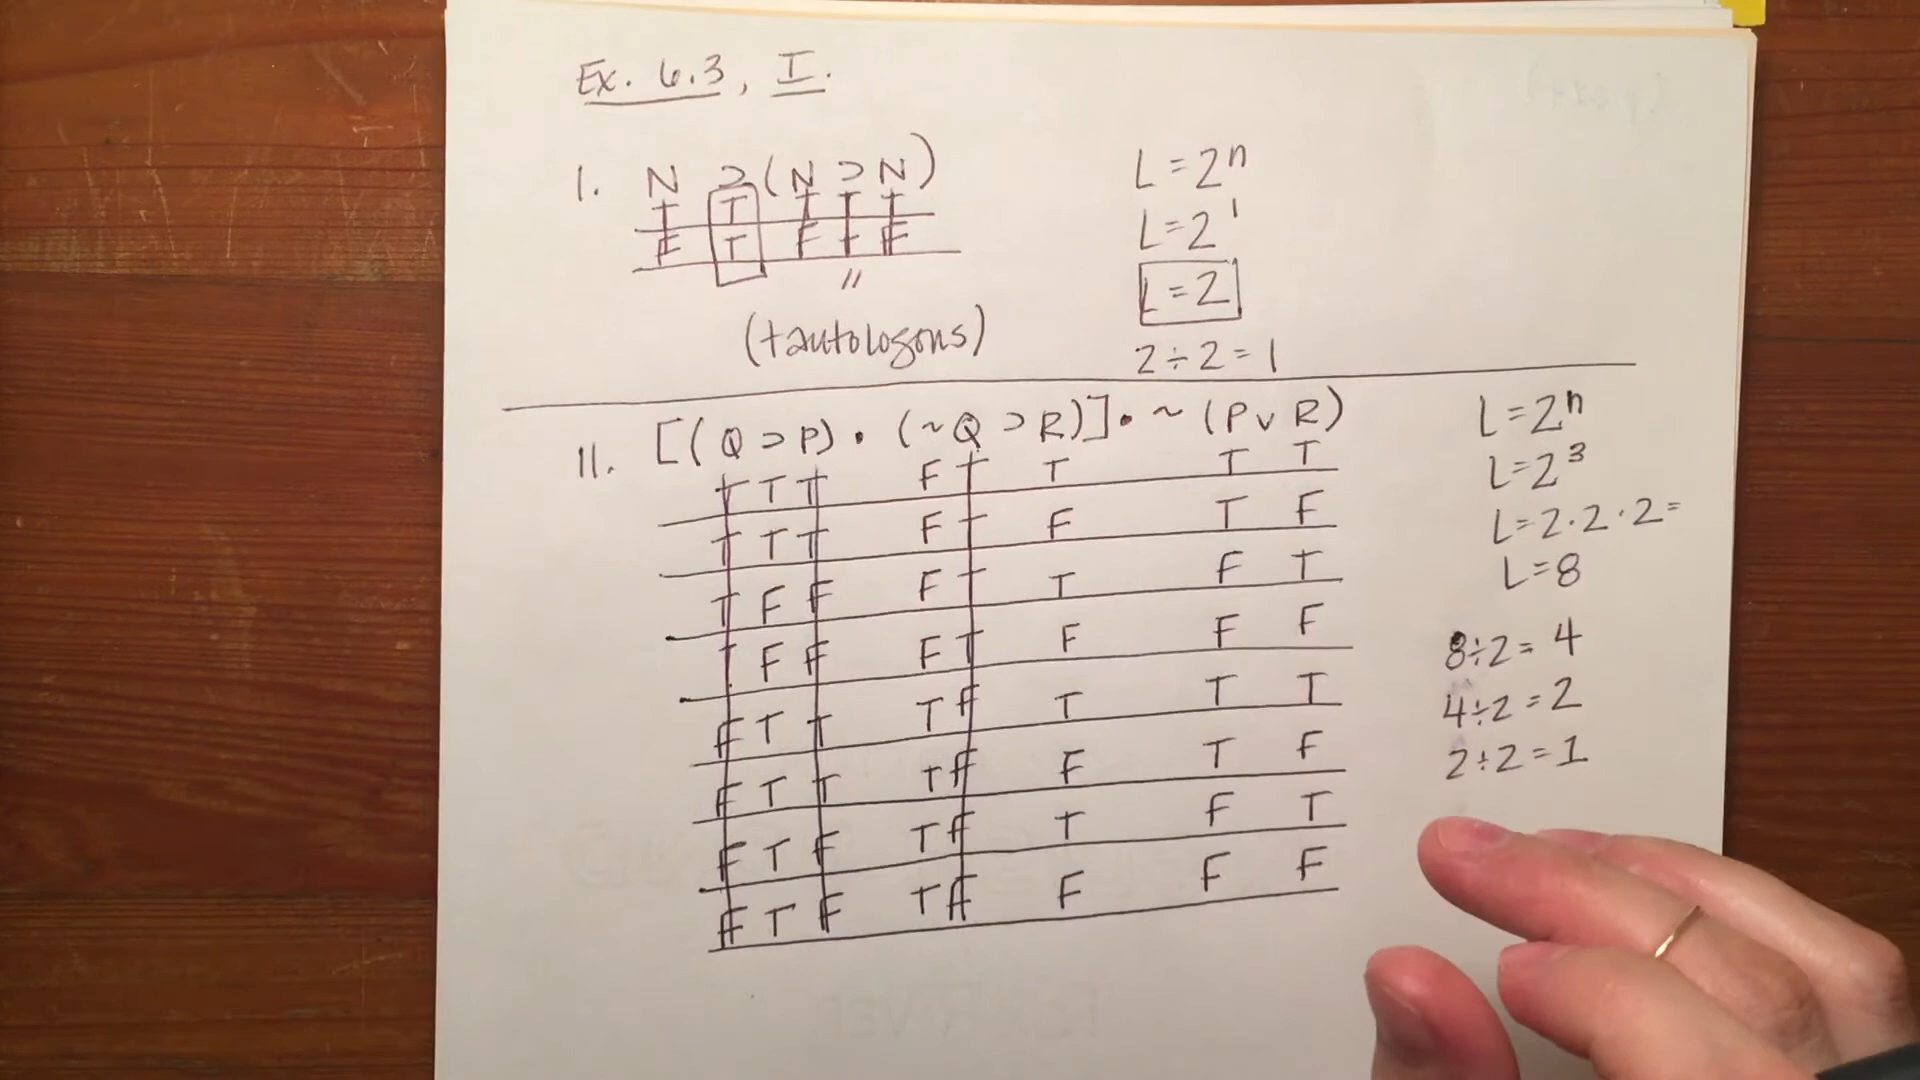 Ex. 6.3, I.
1. N ⊃ (N ⊃ N)
T T T T T
F T F T F
(tautologons)
L = 2ⁿ
L = 2¹
L = 2
2 ÷ 2 = 1
11. [(Q ⊃ P) • (~Q ⊃ R)] • ~ (P v R)
T T T F T T T T
T T T F T F T F
T F F F T T F T
T F F F T F F F
F T T T F T T T
F T T T F F T F
F T F T F T F T
F T F T F F F F
L = 2ⁿ
L = 2³
L = 2 · 2 · 2 =
L = 8
8 ÷ 2 = 4
4 ÷ 2 = 2
2 ÷ 2 = 1